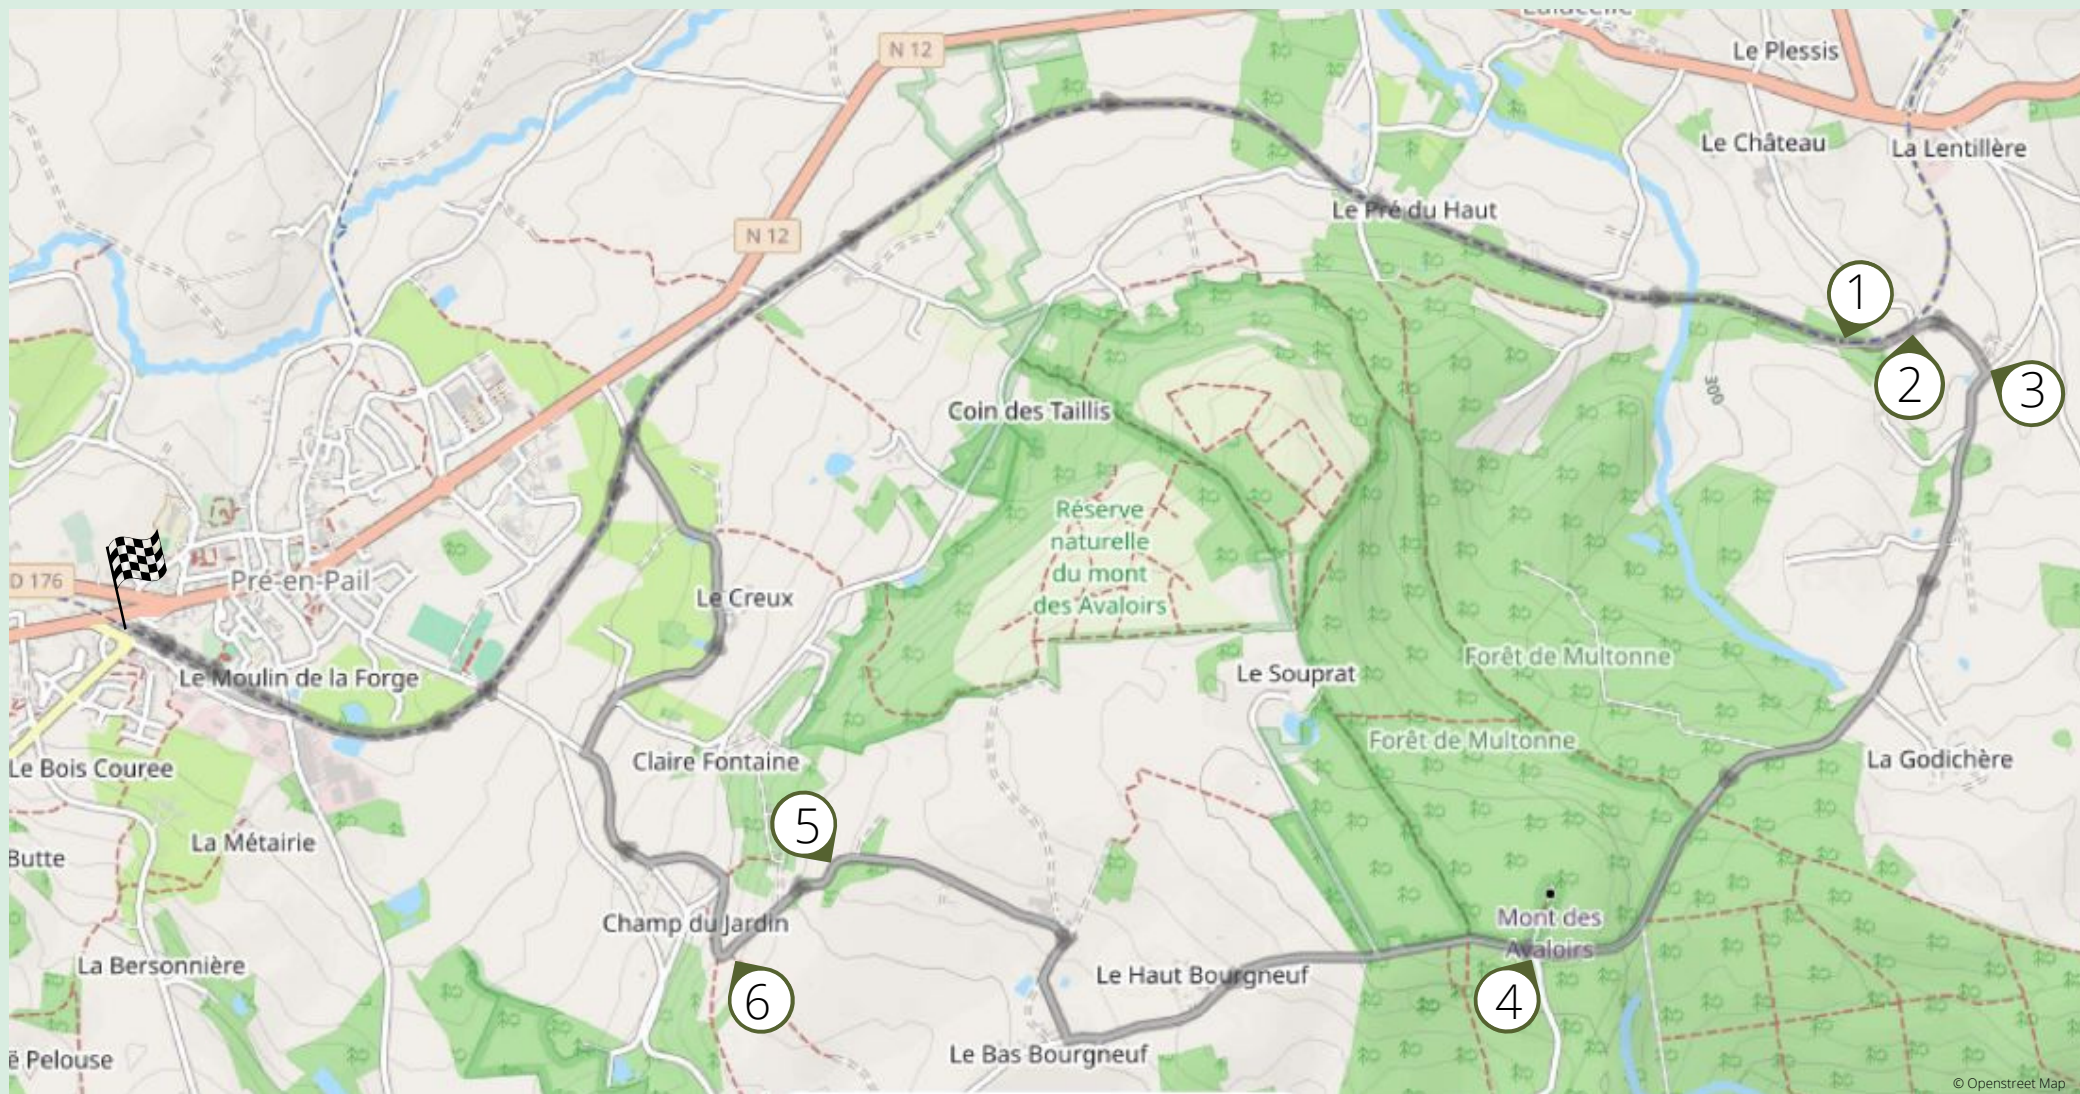 N 12
Le Plessis
Le Château
La Lentillère
Le Pré du Haut
N 12
1
2
3
300
Coin des Taillis
Réserve
naturelle
du mont
des Avaloirs
D 176
Pré-en-Pail
Le Creux
Le Moulin de la Forge
Le Souprat
Forêt de Multonne
Forêt de Multonne
Claire Fontaine
Le Bois Couree
La Godichère
5
La Métairie
Butte
Champ du Jardin
Mont des
Avaloirs
La Bersonnière
Le Haut Bourgneuf
6
4
Le Bas Bourgneuf
Pelouse
© Openstreet Map